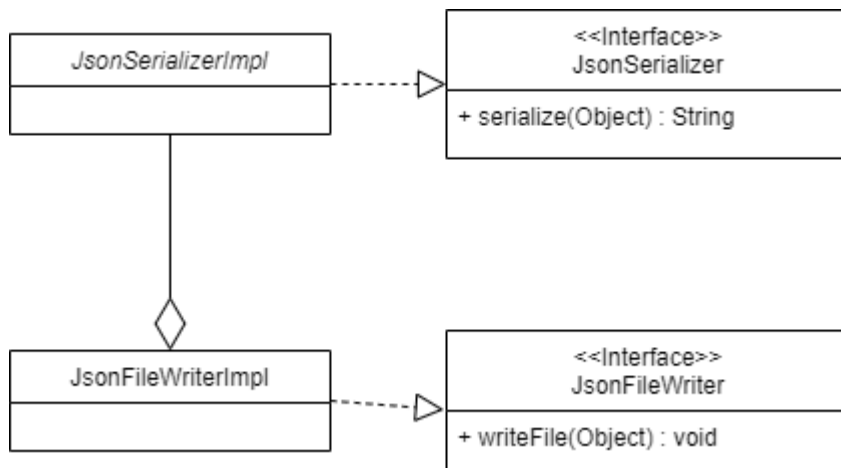 JsonSerializerImpl
<<Interface>>
JsonSerializer
+ serialize(Object) : String
JsonFileWriterImpl
<<Interface>>
JsonFileWriter
+ writeFile(Object) : void